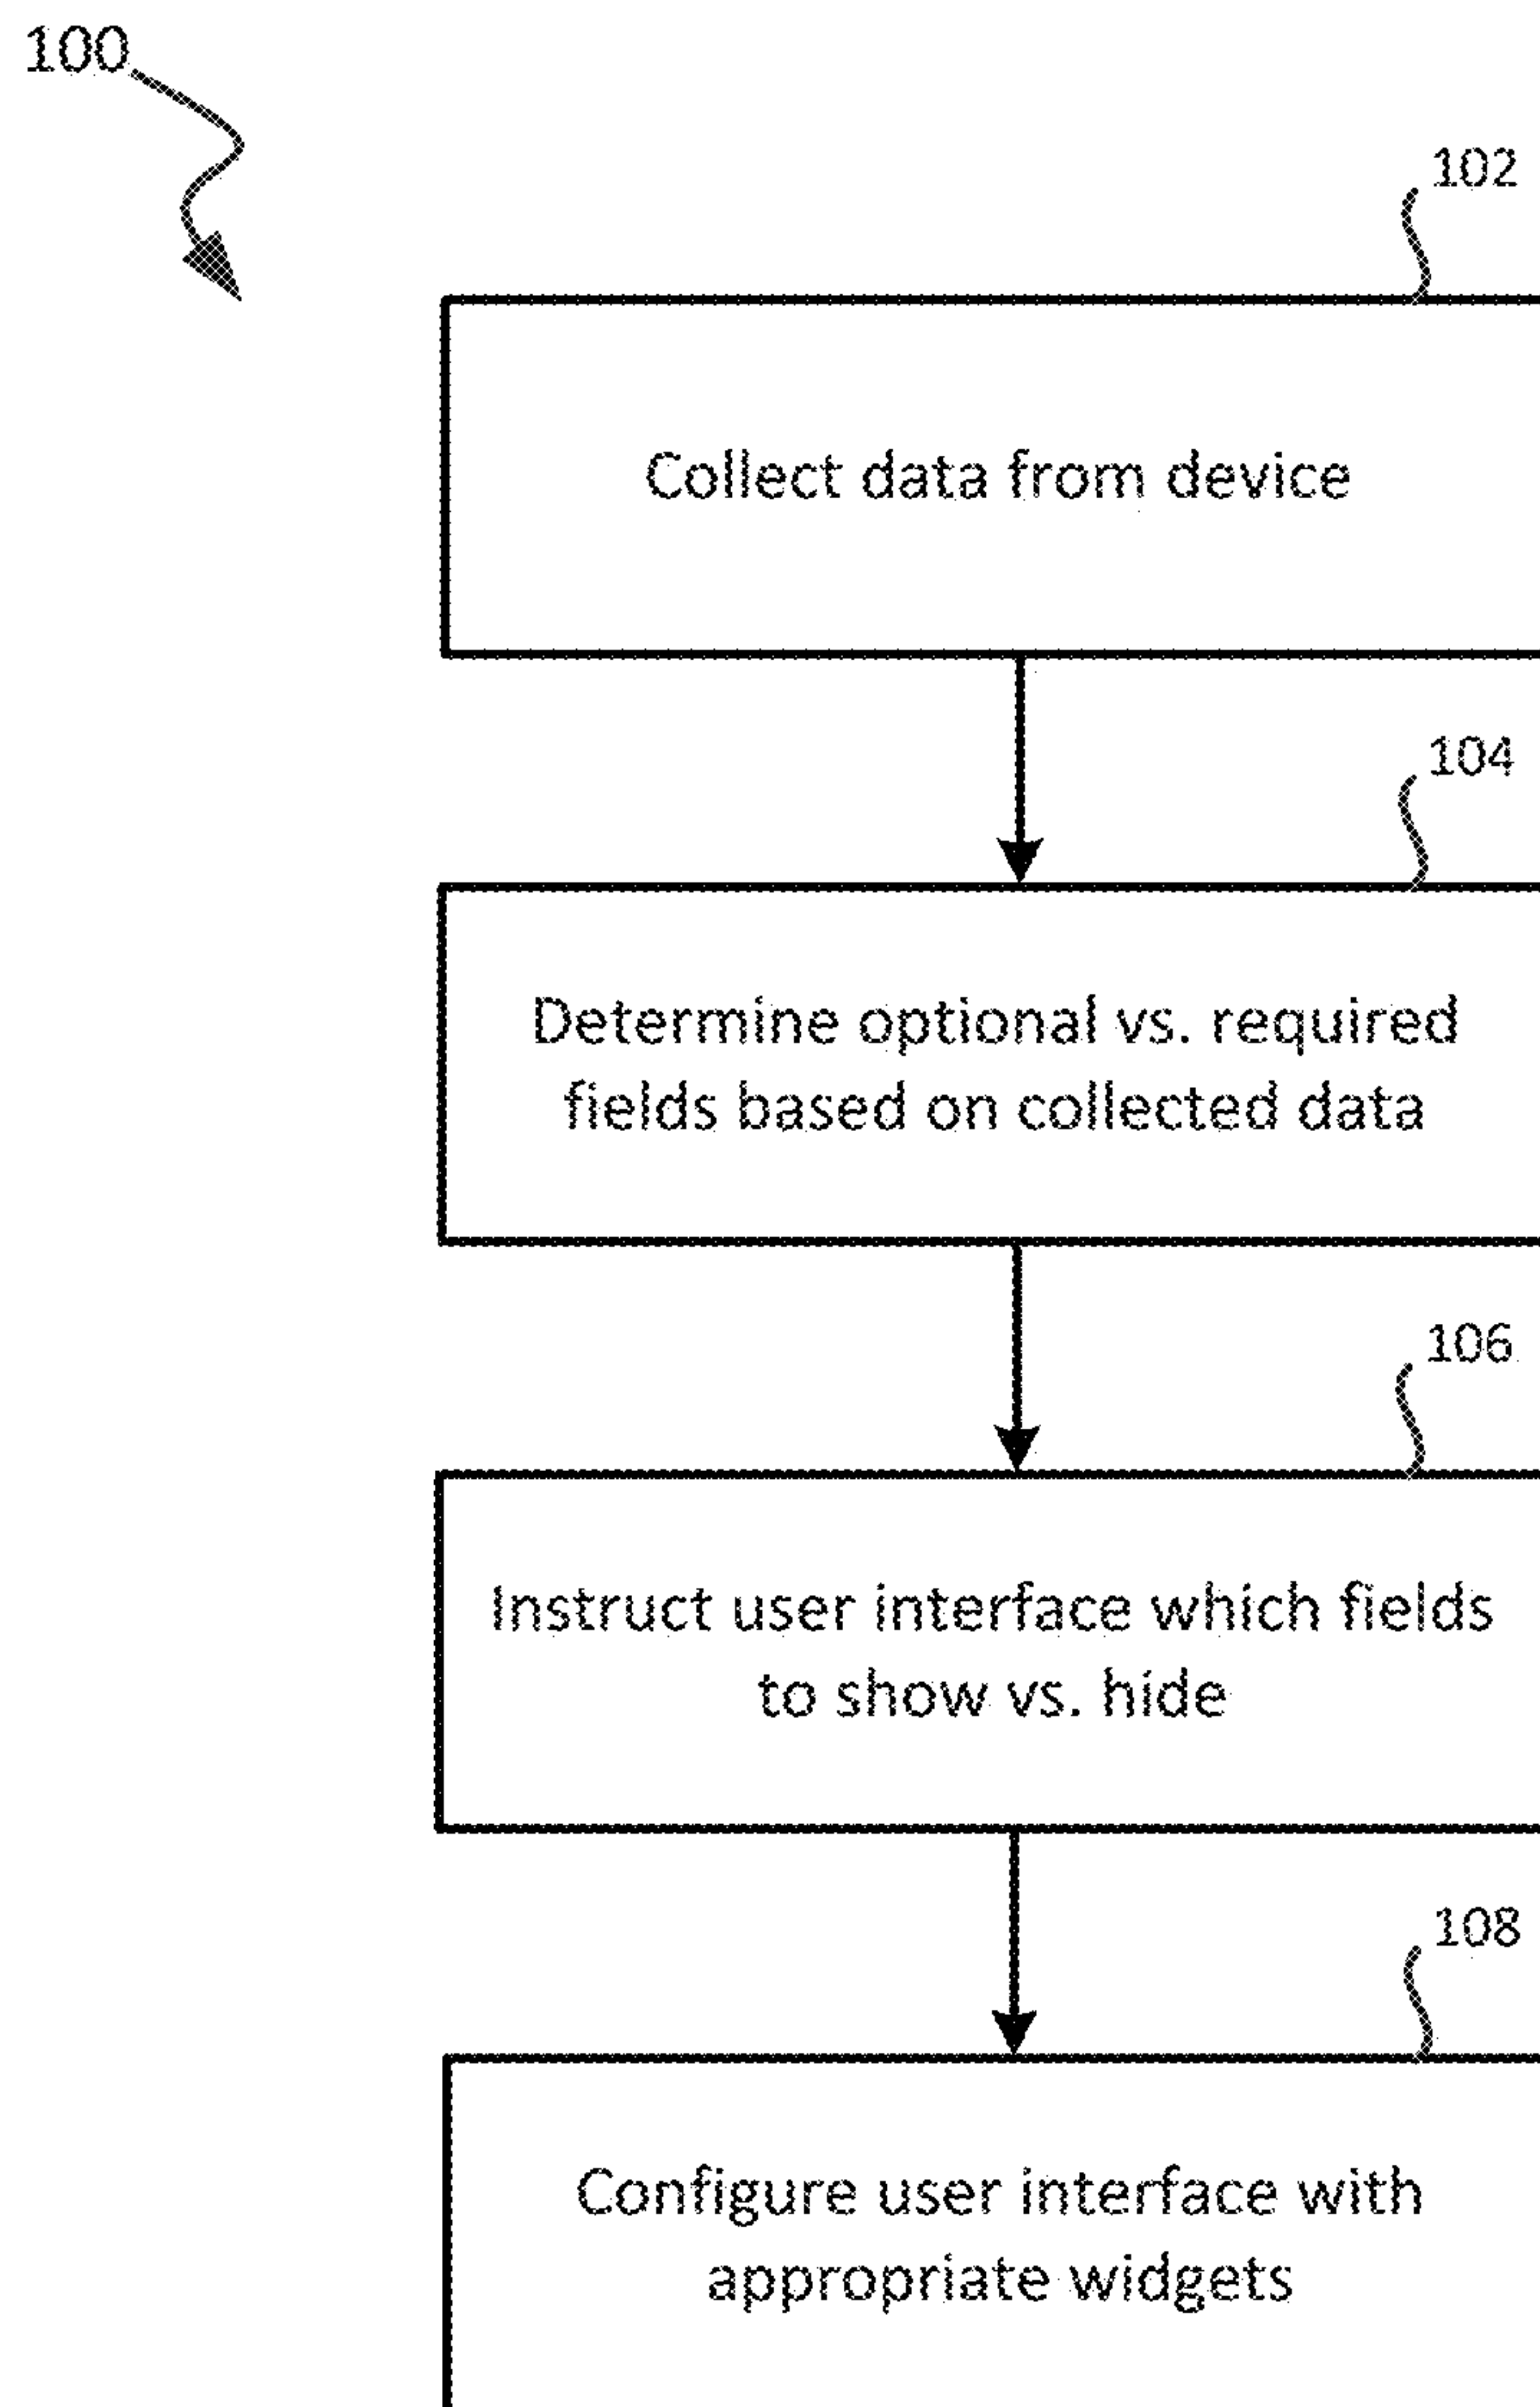 100
102
Collect data from device
104
Determine optional vs. required
fields based on collected data
106
Instruct user interface which fields
to show vs. hide
108
Configure user interface with
appropriate widgets